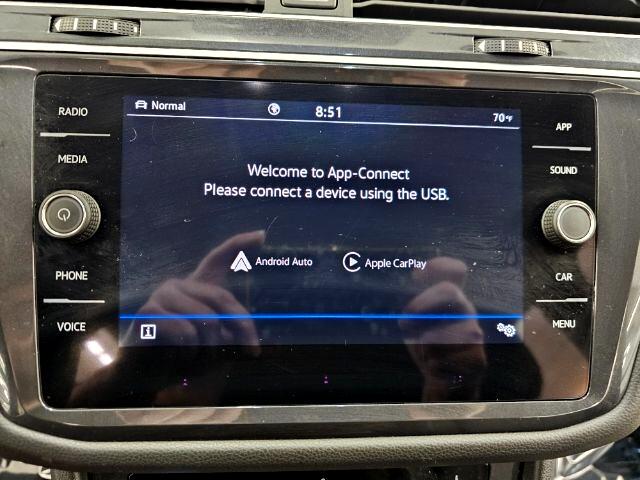 Normal
8:51
70°F
RADIO
MEDIA
PHONE
VOICE
Welcome to App-Connect
Please connect a device using the USB.
Android Auto
Apple CarPlay
i
APP
SOUND
CAR
MENU